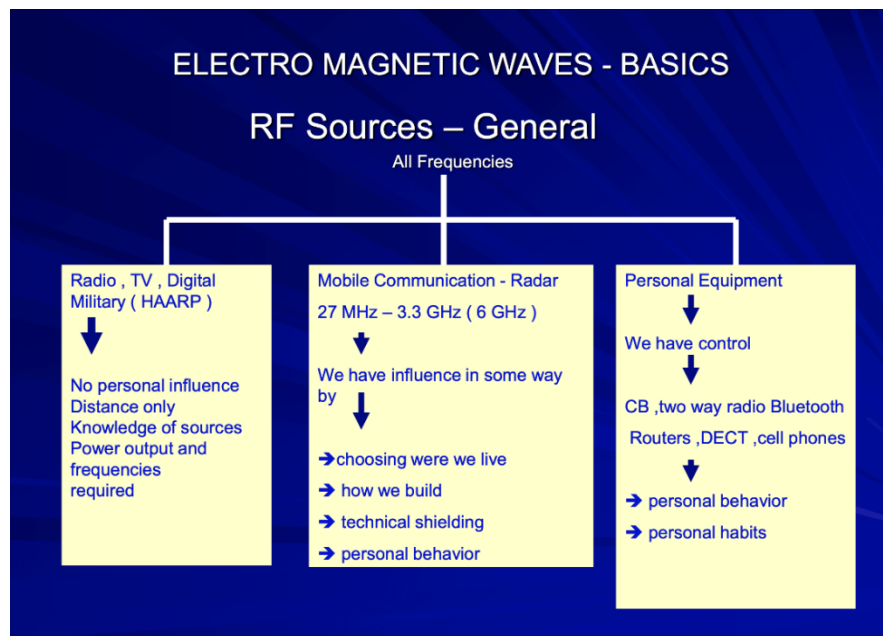 ELECTRO MAGNETIC WAVES - BASICS
RF Sources – General
All Frequencies
Radio , TV , Digital
Military ( HAARP )
No personal influence
Distance only
Knowledge of sources
Power output and
frequencies
required
Mobile Communication - Radar
27 MHz – 3.3 GHz ( 6 GHz )
We have influence in some way
by
➔choosing were we live
➔ how we build
➔ technical shielding
➔ personal behavior
Personal Equipment
We have control
CB ,two way radio Bluetooth
Routers ,DECT ,cell phones
➔ personal behavior
➔ personal habits